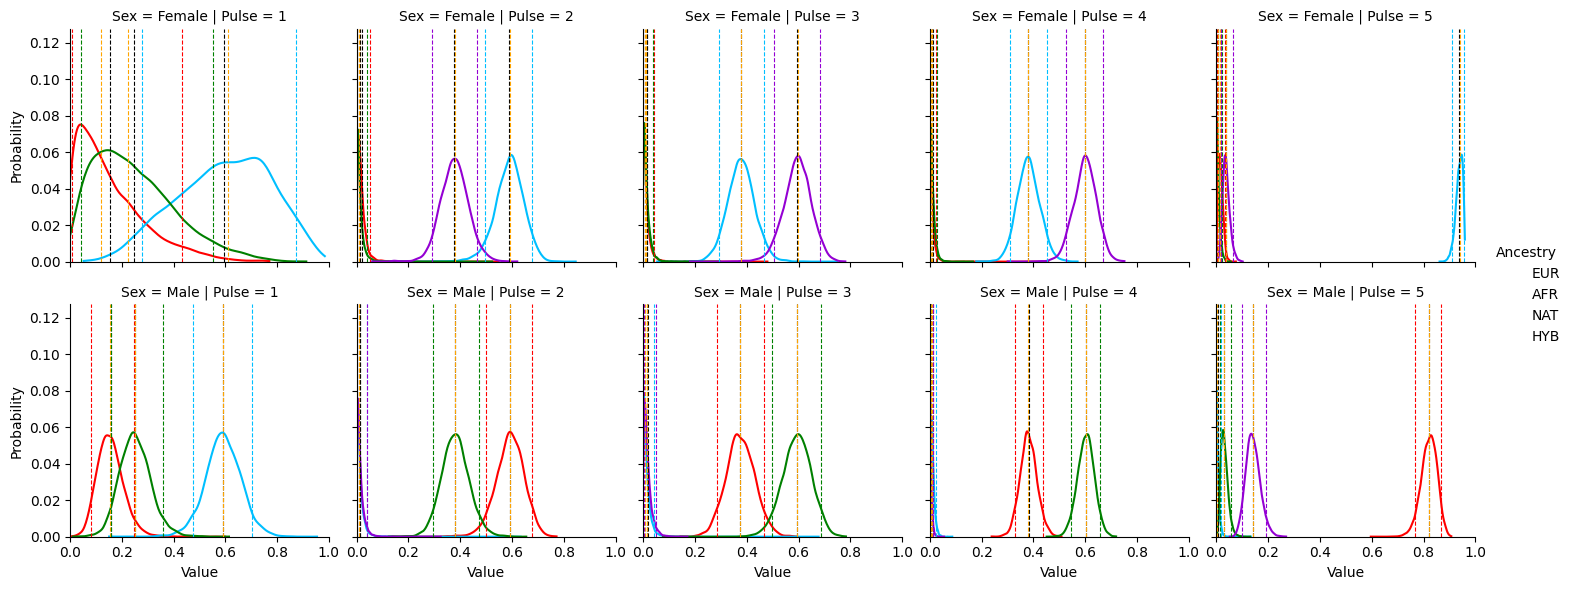 Sex = Female | Pulse = 1
Sex = Female | Pulse = 2
Sex = Female | Pulse = 3
Sex = Female | Pulse = 4
Sex = Female | Pulse = 5
0.12
0.10
0.08
0.06
0.04
0.02
0.00
Probability
Sex = Male | Pulse = 1
Sex = Male | Pulse = 2
Sex = Male | Pulse = 3
Sex = Male | Pulse = 4
Sex = Male | Pulse = 5
0.12
0.10
0.08
0.06
0.04
0.02
0.00
Probability
0.0 0.2 0.4 0.6 0.8 1.0
0.0 0.2 0.4 0.6 0.8 1.0
0.0 0.2 0.4 0.6 0.8 1.0
0.0 0.2 0.4 0.6 0.8 1.0
0.0 0.2 0.4 0.6 0.8 1.0
Value
Value
Value
Value
Value
Ancestry
EUR
AFR
NAT
HYB